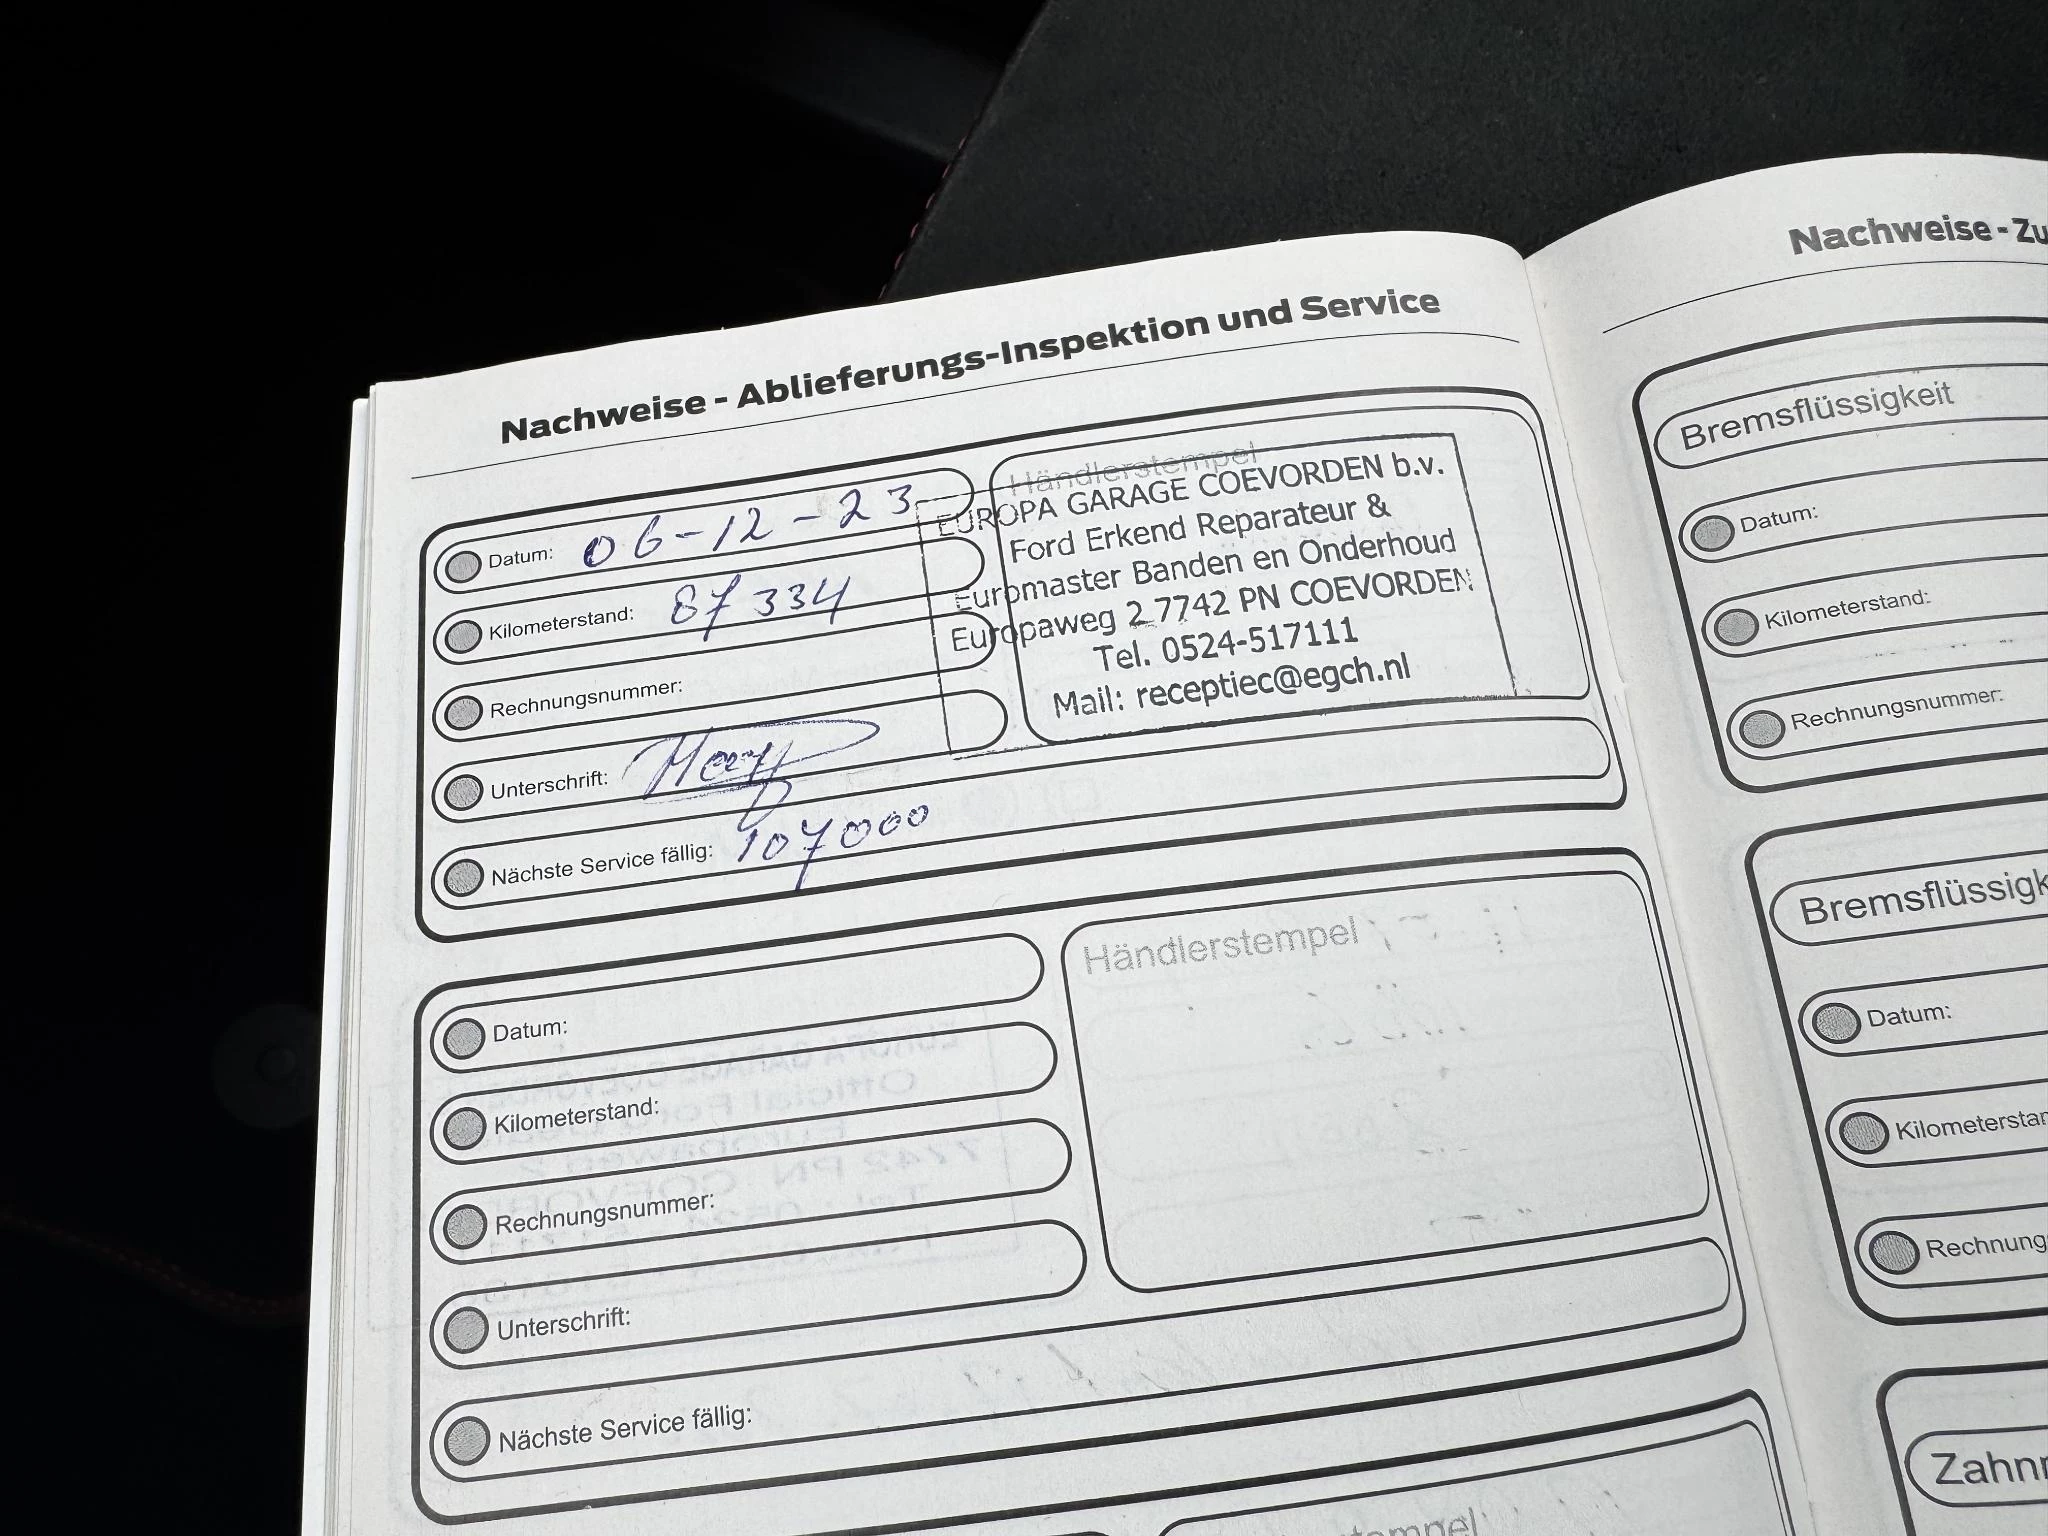 Nachweise - Ablieferungs-Inspektion und Service
Datum: 06-12-23
Kilometerstand: 87334
Rechnungsnummer:
Unterschrift:
Nächste Service fällig: 107000
Händlerstempel
EUROPA GARAGE COEVORDEN b.v.
Ford Erkend Reparateur &
Euromaster Banden en Onderhoud
Europaweg 2 7742 PN COEVORDEN
Tel. 0524-517111
Mail: receptiec@egch.nl
Datum:
Kilometerstand:
Rechnungsnummer:
Unterschrift:
Nächste Service fällig:
Händlerstempel
Nachweise - Zu
Bremsflüssigkeit
Datum:
Kilometerstand:
Rechnungsnummer:
Bremsflüssigk
Datum:
Kilometerstan
Rechnung
Zahn